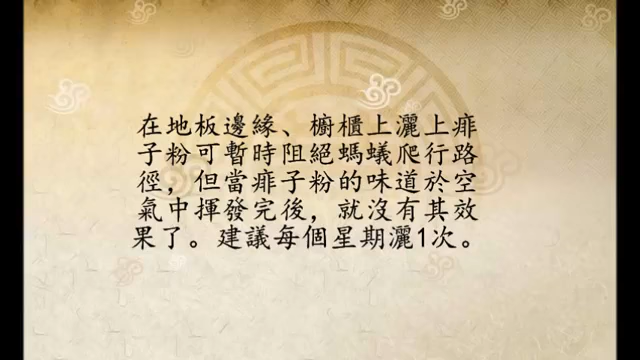 在地板邊緣、櫥櫃上灑上痱
子粉可暫時阻絕螞蟻爬行路
徑，但當痱子粉的味道於空
氣中揮發完後，就沒有其效
果了。建議每個星期灑1次。